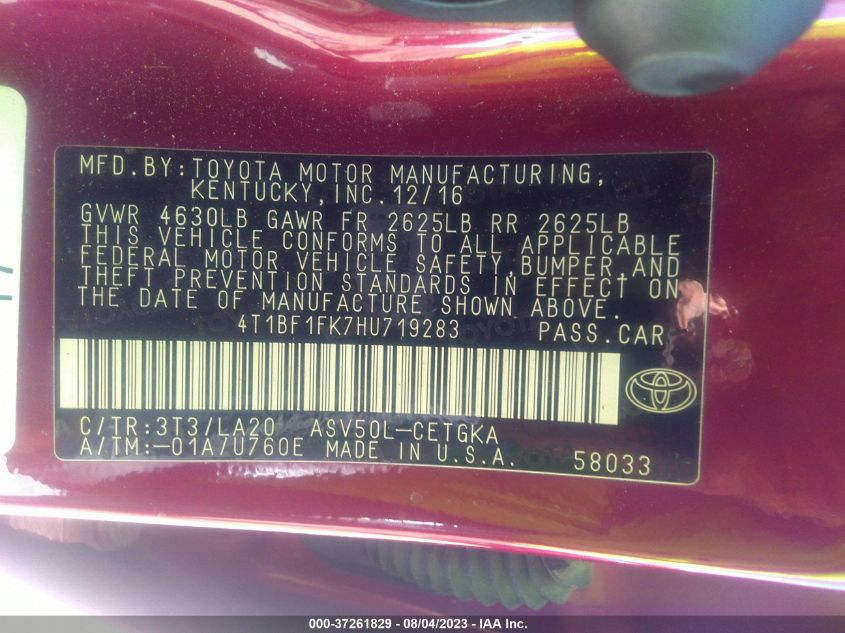 MFD.BY:TOYOTA MOTOR MANUFACTURING,
KENTUCKY,INC.12/16
GVWR 4630LB GAWR FR 2625LB RR 2625LB
THIS VEHICLE CONFORMS TO ALL APPLICABLE
FEDERAL MOTOR VEHICLE SAFETY,BUMPER,AND
THEFT PREVENTION STANDARDS IN EFFECT ON
THE DATE OF MANUFACTURE SHOWN ABOVE.
4T1BF1FK7HU719283 PASS.CAR
C/TR:3T3/LA20 ASV50L-CETGKA
A/TM:-01A/U760E MADE IN U.S.A. 58033
000-37261829 - 08/04/2023 - IAA Inc.